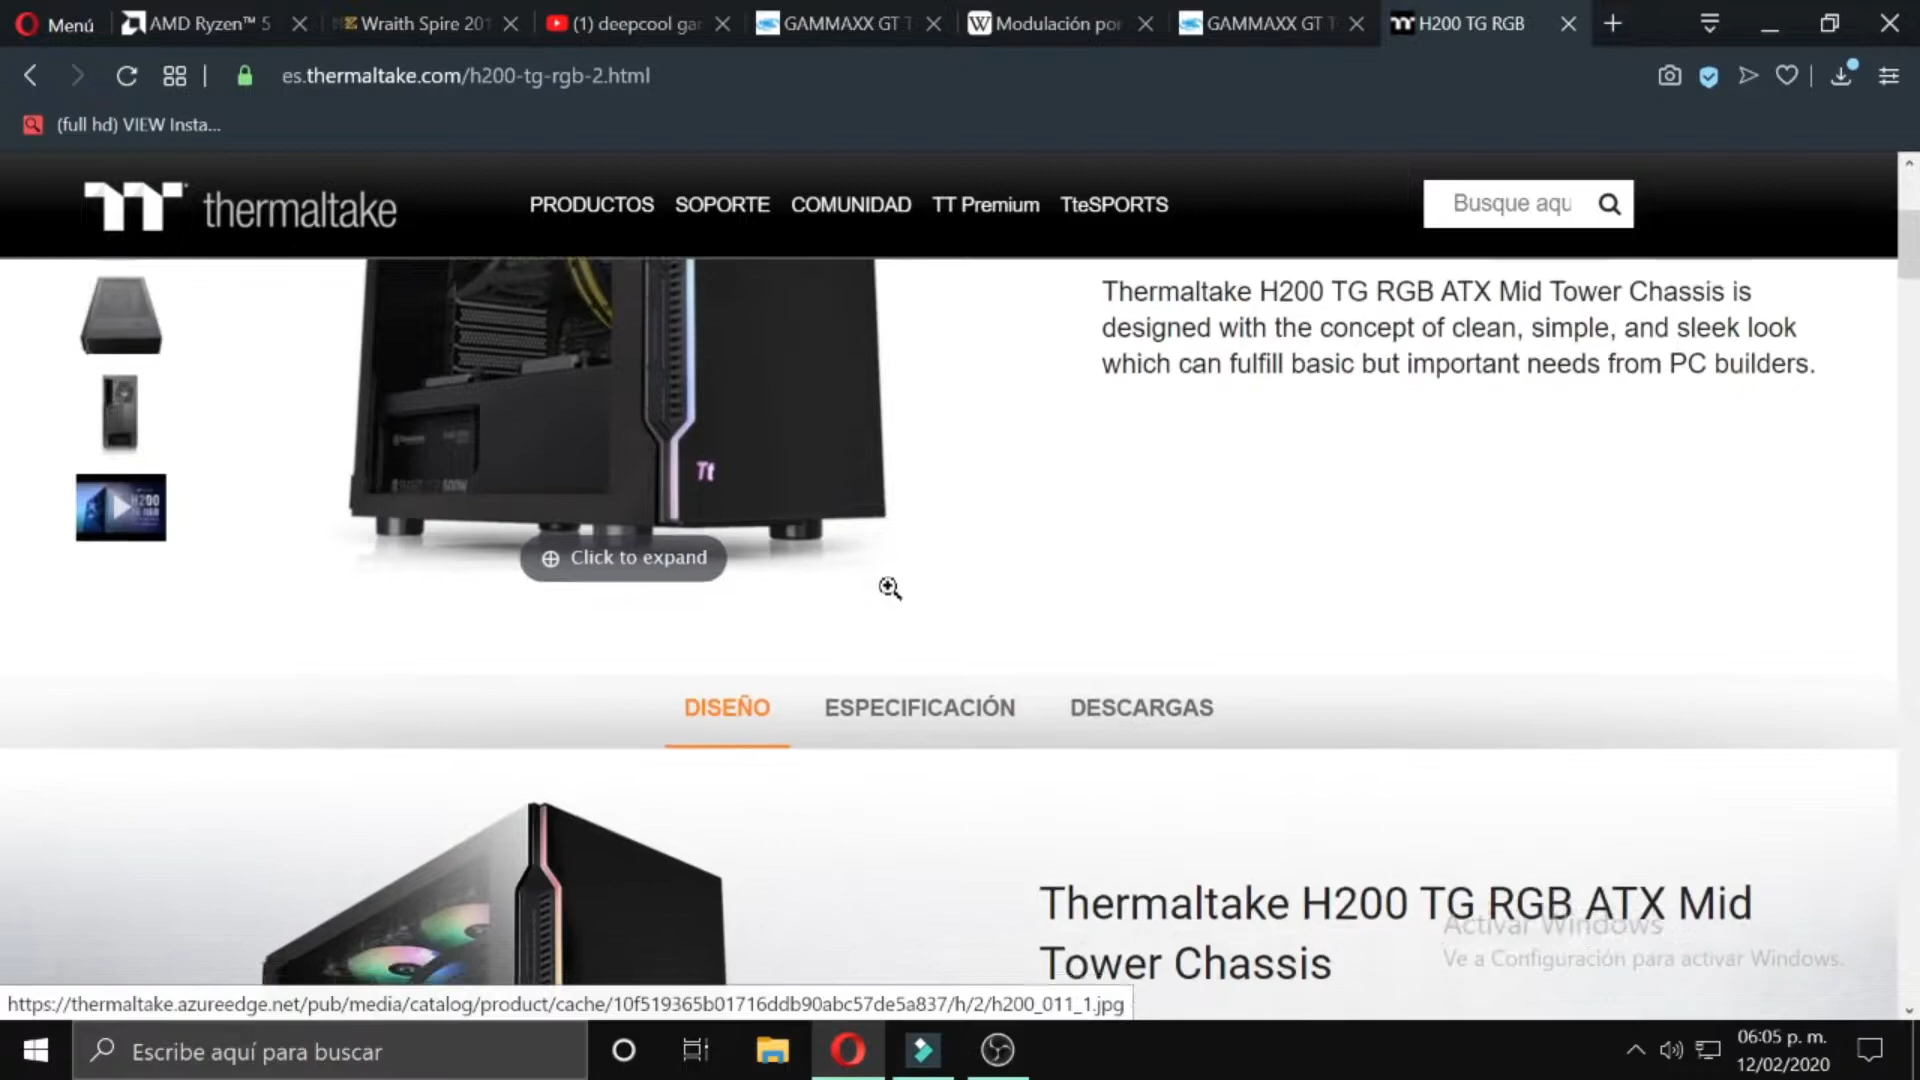 Menú
AMD Ryzen™ 5
Wraith Spire 201
(1) deepcool ga
GAMMAXX GT T
Modulación po
GAMMAXX GT T
H200 TG RGB
es.thermaltake.com/h200-tg-rgb-2.html
(full hd) VIEW Insta...
thermaltake
PRODUCTOS SOPORTE COMUNIDAD TT Premium TteSPORTS
Busque aqu
Thermaltake H200 TG RGB ATX Mid Tower Chassis is
designed with the concept of clean, simple, and sleek look
which can fulfill basic but important needs from PC builders.
Tt
H200
Click to expand
DISEÑO ESPECIFICACIÓN DESCARGAS
Thermaltake H200 TG RGB ATX Mid
Tower Chassis
Activar Windows
Ve a Configuración para activar Windows.
https://thermaltake.azureedge.net/pub/media/catalog/product/cache/10f519365b01716ddb90abc57de5a837/h/2/h200_011_1.jpg
Escribe aquí para buscar
06:05 p. m.
12/02/2020